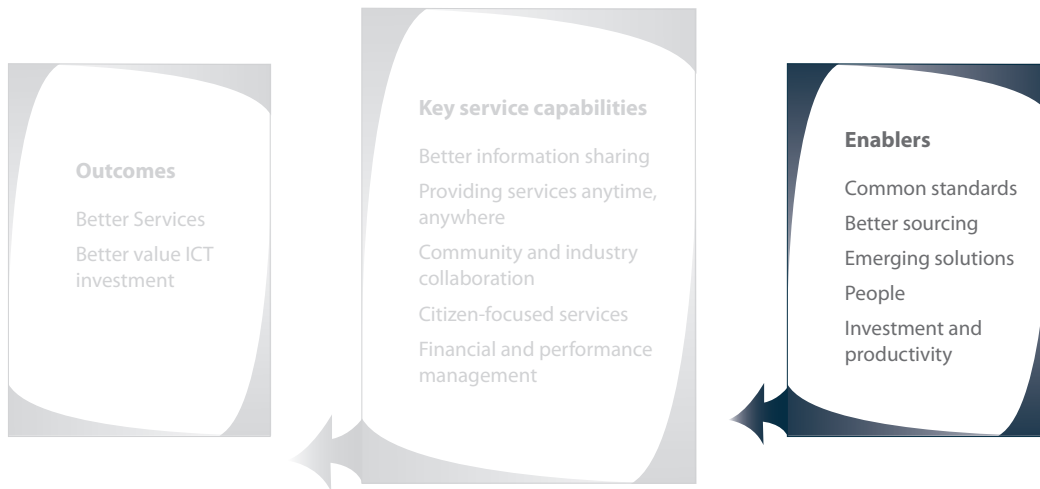 Outcomes
Better Services
Better value ICT
investment
Key service capabilities
Better information sharing
Providing services anytime,
anywhere
Community and industry
collaboration
Citizen-focused services
Financial and performance
management
Enablers
Common standards
Better sourcing
Emerging solutions
People
Investment and
productivity